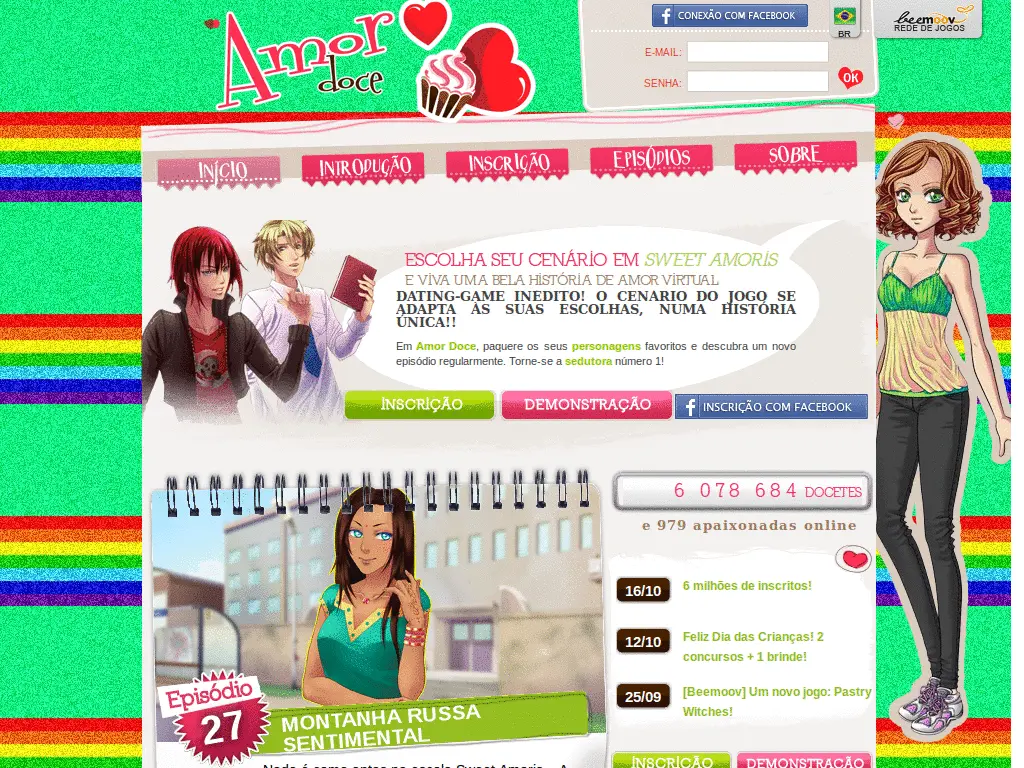 Amor
doce
CONEXÃO COM FACEBOOK
BR
beemoov
REDE DE JOGOS
E-MAIL:
SENHA:
OK
INÍCIO
INTRODUÇÃO
INSCRIÇÃO
EPISÓDIOS
SOBRE
ESCOLHA SEU CENÁRIO EM SWEET AMORIS
E VIVA UMA BELA HISTÓRIA DE AMOR VIRTUAL
DATING-GAME INEDITO! O CENARIO DO JOGO SE
ADAPTA ÀS SUAS ESCOLHAS, NUMA HISTÓRIA
ÚNICA!!
Em Amor Doce, paquere os seus personagens favoritos e descubra um novo
episódio regularmente. Torne-se a sedutora número 1!
INSCRIÇÃO
DEMONSTRAÇÃO
INSCRIÇÃO COM FACEBOOK
6 078 684 DOCETES
e 979 apaixonadas online
16/10
6 milhões de inscritos!
12/10
Feliz Dia das Crianças! 2
concursos + 1 brinde!
25/09
[Beemoov] Um novo jogo: Pastry
Witches!
Episódio
27
MONTANHA RUSSA
SENTIMENTAL
INSCRIÇÃO
DEMONSTRAÇÃO